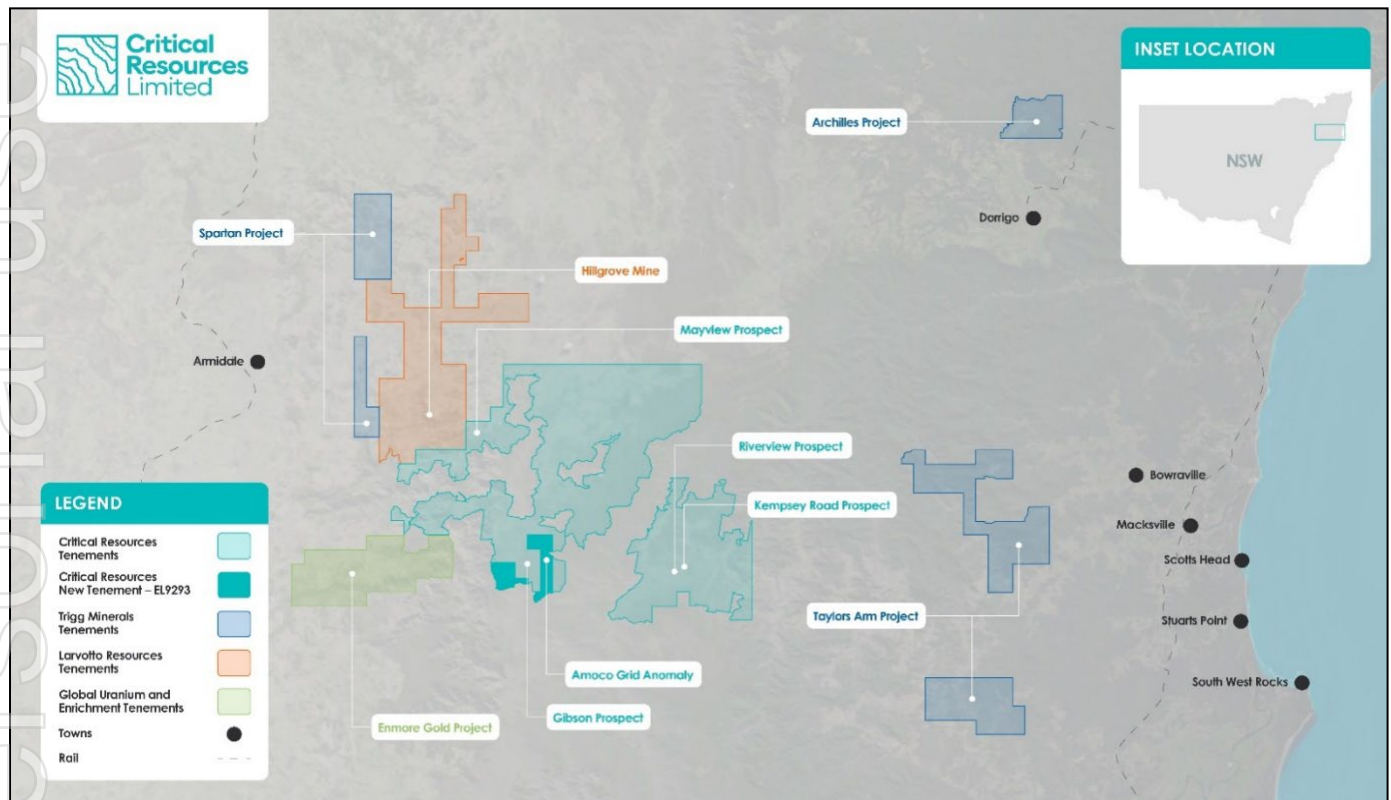 Critical
Resources
Limited
INSET LOCATION
NSW
Archilles Project
Dorrigo
Spartan Project
Hillgrove Mine
Mayview Prospect
Armidale
Riverview Prospect
Bowraville
Kempsey Road Prospect
Macksville
Scotts Head
Taylors Arm Project
Stuarts Point
Amoco Grid Anomaly
South West Rocks
Gibson Prospect
Enmore Gold Project
LEGEND
Critical Resources
Tenements
Critical Resources
New Tenement – EL9293
Trigg Minerals
Tenements
Larvotto Resources
Tenements
Global Uranium and
Enrichment Tenements
Towns
Rail